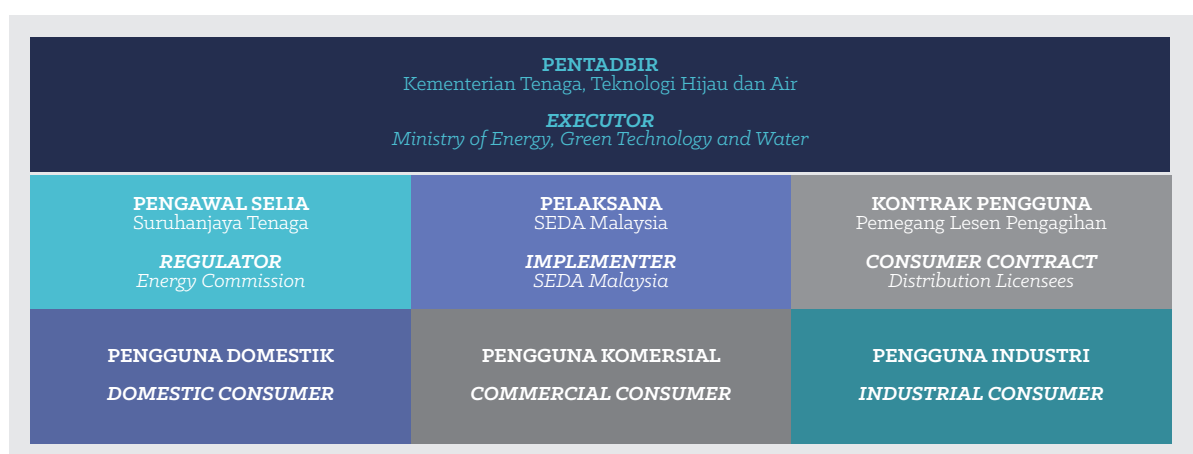 PENTADBIR
Kementerian Tenaga, Teknologi Hijau dan Air
EXECUTOR
Ministry of Energy, Green Technology and Water
PENGAWAL SELIA
Suruhanjaya Tenaga
REGULATOR
Energy Commission
PELAKSANA
SEDA Malaysia
IMPLEMENTER
SEDA Malaysia
KONTRAK PENGGUNA
Pemegang Lesen Pengagihan
CONSUMER CONTRACT
Distribution Licensees
PENGGUNA DOMESTIK
DOMESTIC CONSUMER
PENGGUNA KOMERSIAL
COMMERCIAL CONSUMER
PENGGUNA INDUSTRI
INDUSTRIAL CONSUMER